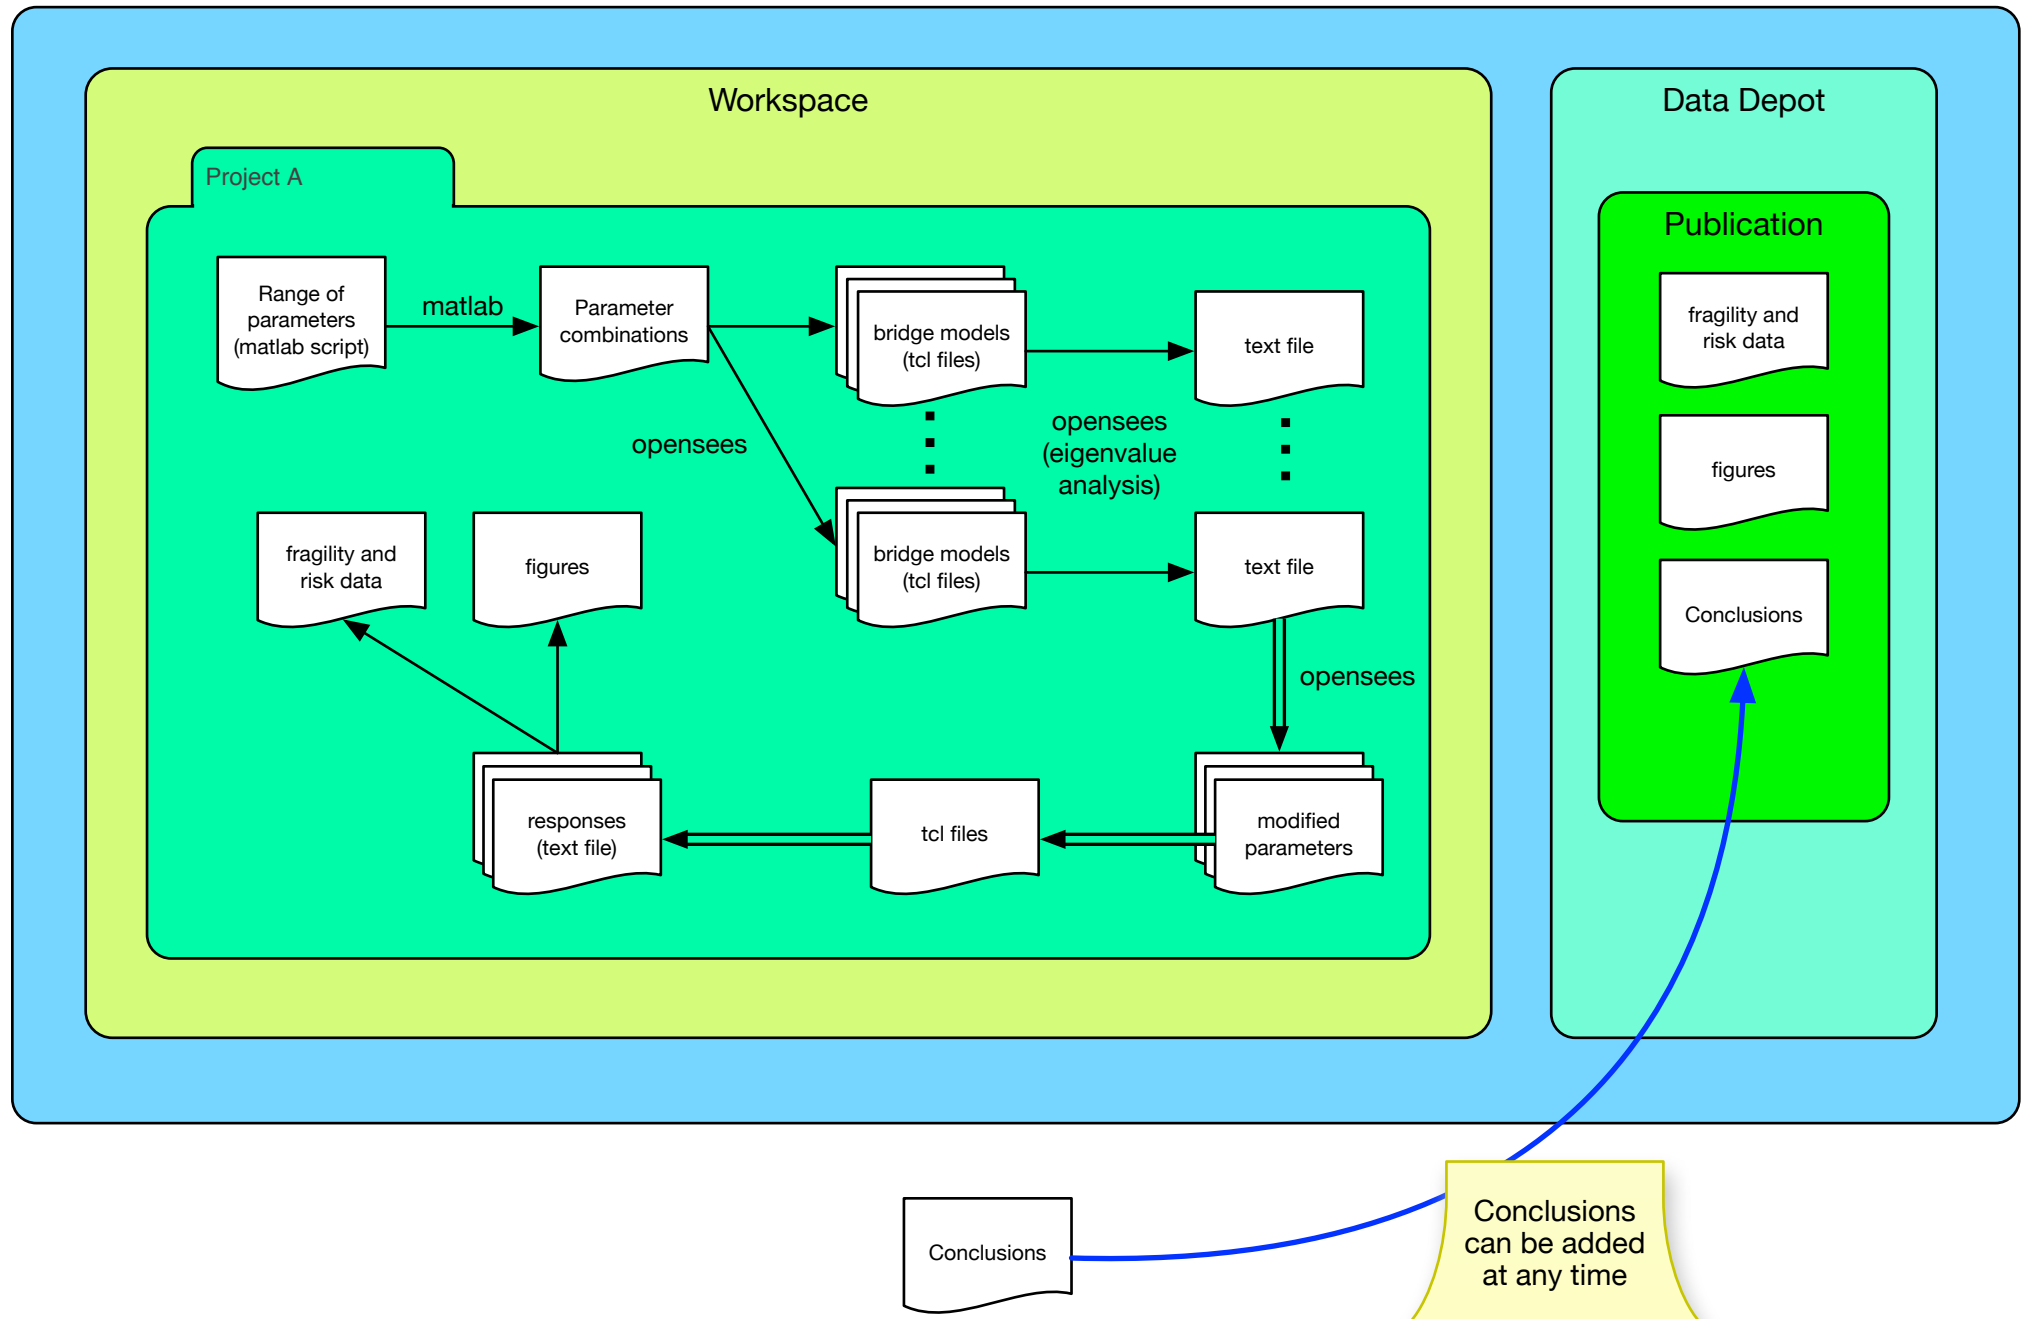 Workspace
Data Depot
Project A
Publication
Range of
parameters
(matlab script)
matlab
Parameter
combinations
bridge models
(tcl files)
text file
opensees
opensees
(eigenvalue
analysis)
fragility and
risk data
figures
bridge models
(tcl files)
text file
opensees
responses
(text file)
tcl files
modified
parameters
fragility and
risk data
figures
Conclusions
Conclusions
Conclusions
can be added
at any time